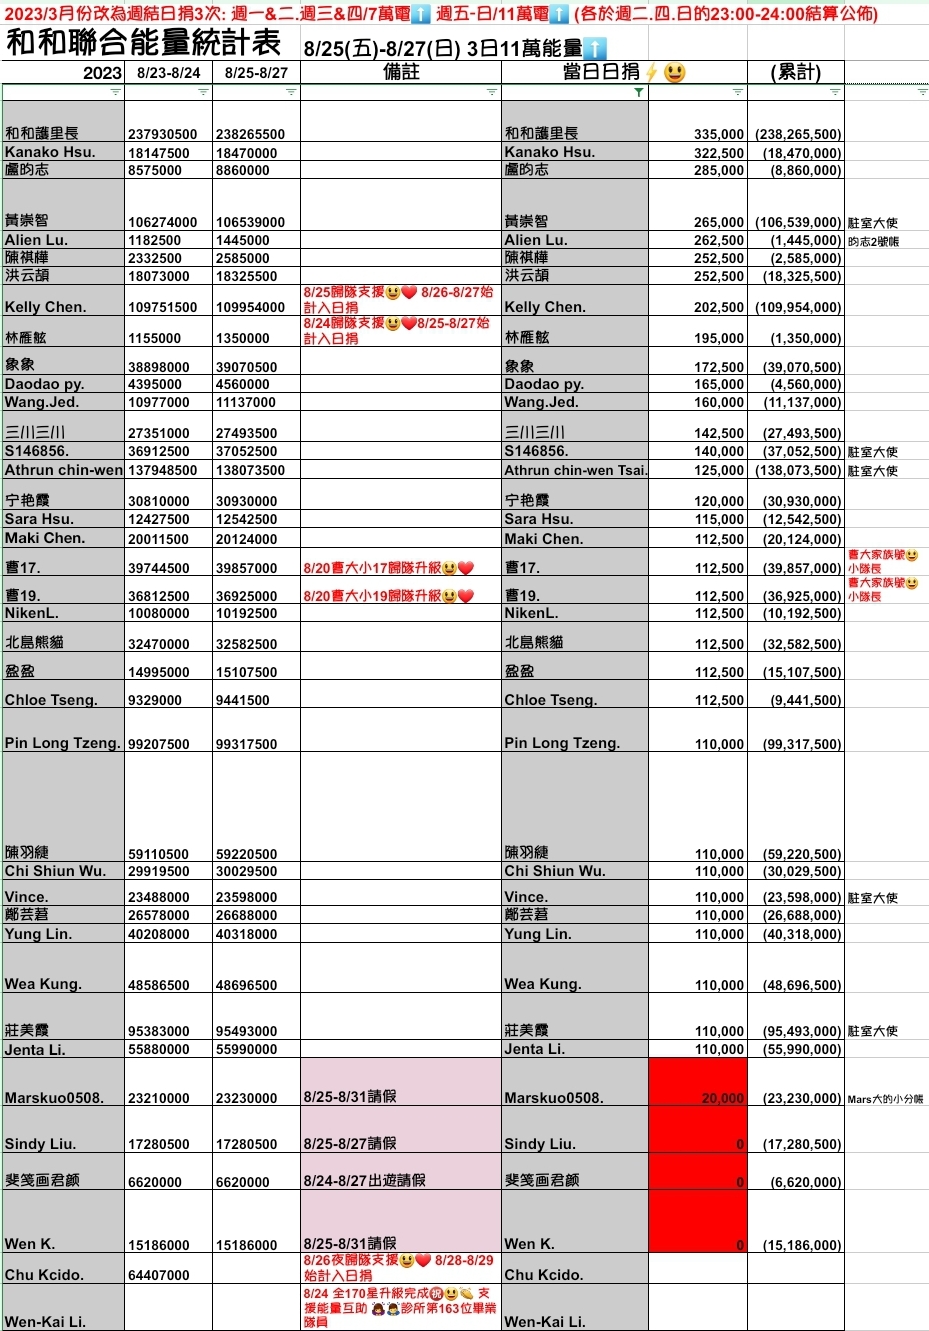 2023/3月份改為週結日捐3次: 週一&二.週三&四/7萬電⬆️ 週五-日/11萬電⬆️ (各於週二.四.日的23:00-24:00結算公佈)
和和聯合能量統計表 8/25(五)-8/27(日) 3日11萬能量⬆️
2023 8/23-8/24 8/25-8/27 備註 當日日捐⚡😃 (累計)
和和護里長 237930500 238265500 和和護里長 335,000 (238,265,500)
Kanako Hsu. 18147500 18470000 Kanako Hsu. 322,500 (18,470,000)
盧昀志 8575000 8860000 盧昀志 285,000 (8,860,000)
黃崇智 106274000 106539000 黃崇智 265,000 (106,539,000) 駐室大使
Alien Lu. 1182500 1445000 Alien Lu. 262,500 (1,445,000) 昀志2號帳
陳祺樺 2332500 2585000 陳祺樺 252,500 (2,585,000)
洪云頡 18073000 18325500 洪云頡 252,500 (18,325,500)
8/25歸隊支援😃❤️ 8/26-8/27始
Kelly Chen. 109751500 109954000 計入日捐 Kelly Chen. 202,500 (109,954,000)
8/24歸隊支援😃❤️8/25-8/27始
林雁舷 1155000 1350000 計入日捐 林雁舷 195,000 (1,350,000)
象象 38898000 39070500 象象 172,500 (39,070,500)
Daodao py. 4395000 4560000 Daodao py. 165,000 (4,560,000)
Wang.Jed. 10977000 11137000 Wang.Jed. 160,000 (11,137,000)
三川三川 27351000 27493500 三川三川 142,500 (27,493,500)
S146856. 36912500 37052500 S146856. 140,000 (37,052,500) 駐室大使
Athrun chin-wen 137948500 138073500 Athrun chin-wen Tsai. 125,000 (138,073,500) 駐室大使
宁艳霞 30810000 30930000 宁艳霞 120,000 (30,930,000)
Sara Hsu. 12427500 12542500 Sara Hsu. 115,000 (12,542,500)
Maki Chen. 20011500 20124000 Maki Chen. 112,500 (20,124,000)
曹大家族號😃
曹17. 39744500 39857000 8/20曹大小17歸隊升級😃❤️ 曹17. 112,500 (39,857,000) 小隊長
曹大家族號😃
曹19. 36812500 36925000 8/20曹大小19歸隊升級😃❤️ 曹19. 112,500 (36,925,000) 小隊長
NikenL. 10080000 10192500 NikenL. 112,500 (10,192,500)
北島熊貓 32470000 32582500 北島熊貓 112,500 (32,582,500)
盈盈 14995000 15107500 盈盈 112,500 (15,107,500)
Chloe Tseng. 9329000 9441500 Chloe Tseng. 112,500 (9,441,500)
Pin Long Tzeng. 99207500 99317500 Pin Long Tzeng. 110,000 (99,317,500)
陳羽緁 59110500 59220500 陳羽緁 110,000 (59,220,500)
Chi Shiun Wu. 29919500 30029500 Chi Shiun Wu. 110,000 (30,029,500)
Vince. 23488000 23598000 Vince. 110,000 (23,598,000) 駐室大使
鄭芸萻 26578000 26688000 鄭芸萻 110,000 (26,688,000)
Yung Lin. 40208000 40318000 Yung Lin. 110,000 (40,318,000)
Wea Kung. 48586500 48696500 Wea Kung. 110,000 (48,696,500)
莊美霞 95383000 95493000 莊美霞 110,000 (95,493,000) 駐室大使
Jenta Li. 55880000 55990000 Jenta Li. 110,000 (55,990,000)
Marskuo0508. 23210000 23230000 8/25-8/31請假 Marskuo0508. 20,000 (23,230,000) Mars大的小分帳
Sindy Liu. 17280500 17280500 8/25-8/27請假 Sindy Liu. 0 (17,280,500)
斐笺画君颜 6620000 6620000 8/24-8/27出遊請假 斐笺画君颜 0 (6,620,000)
Wen K. 15186000 15186000 8/25-8/31請假 Wen K. 0 (15,186,000)
8/26夜歸隊支援😃❤️ 8/28-8/29
Chu Kcido. 64407000 始計入日捐 Chu Kcido.
8/24 全170星升級完成㊗️😃👏 支
援能量互助 🙇‍♀️🙇‍♂️診所第163位畢業
Wen-Kai Li. 隊員 Wen-Kai Li.